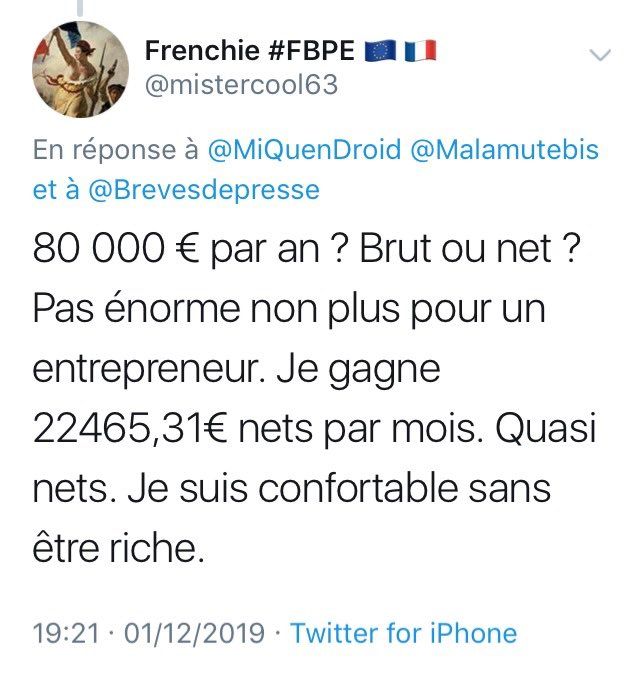 Frenchie #FBPE 🇪🇺 🇫🇷
@mistercool63
En réponse à @MiQuenDroid @Malamutebis
et à @Brevesdepresse
80 000 € par an ? Brut ou net ?
Pas énorme non plus pour un
entrepreneur. Je gagne
22465,31€ nets par mois. Quasi
nets. Je suis confortable sans
être riche.
19:21 · 01/12/2019 · Twitter for iPhone